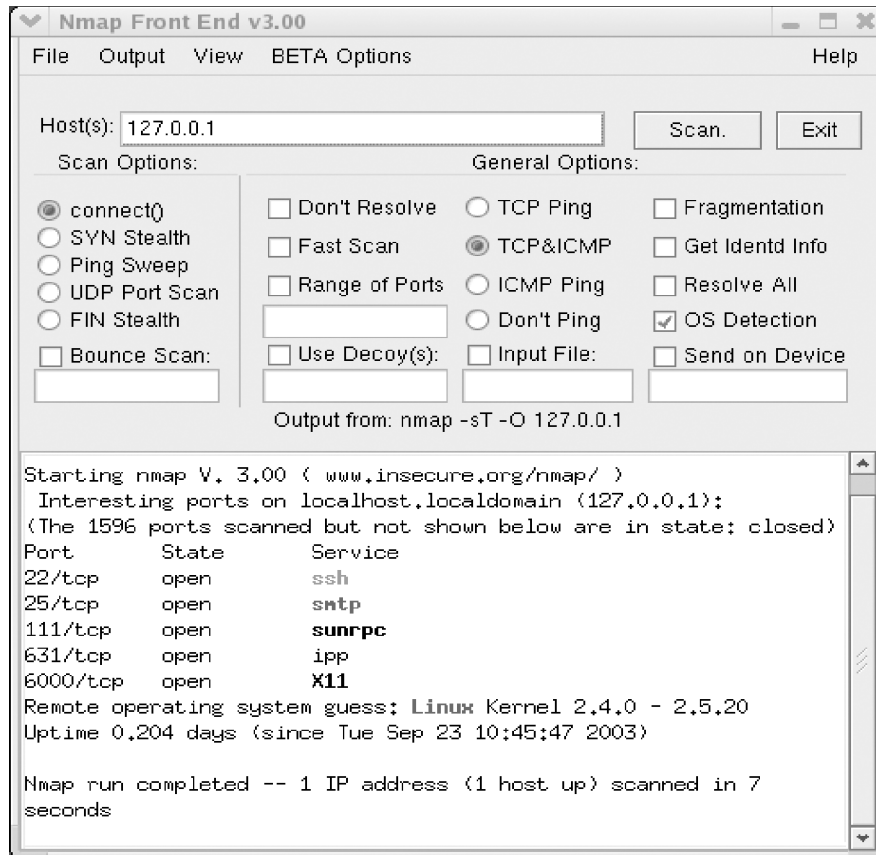 Nmap Front End v3.00
File Output View BETA Options Help
Host(s): 127.0.0.1 Scan. Exit
Scan Options: General Options:
connect() Don't Resolve TCP Ping Fragmentation
SYN Stealth Fast Scan TCP&ICMP Get Identd Info
Ping Sweep Range of Ports ICMP Ping Resolve All
UDP Port Scan
FIN Stealth Don't Ping OS Detection
Bounce Scan: Use Decoy(s): Input File: Send on Device
Output from: nmap -sT -O 127.0.0.1
Starting nmap V. 3.00 ( www.insecure.org/nmap/ )
Interesting ports on localhost.localdomain (127.0.0.1):
(The 1596 ports scanned but not shown below are in state: closed)
Port State Service
22/tcp open ssh
25/tcp open smtp
111/tcp open sunrpc
631/tcp open ipp
6000/tcp open X11
Remote operating system guess: Linux Kernel 2.4.0 - 2.5.20
Uptime 0.204 days (since Tue Sep 23 10:45:47 2003)
Nmap run completed -- 1 IP address (1 host up) scanned in 7
seconds